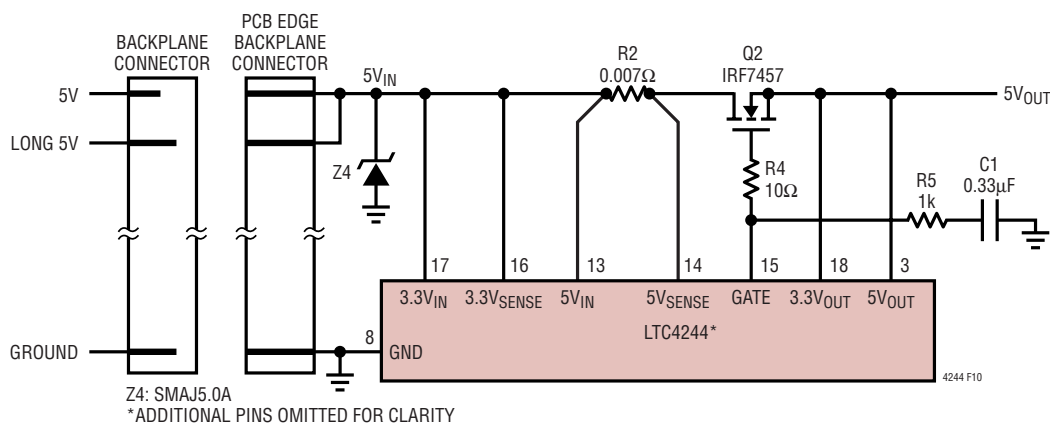 BACKPLANE
CONNECTOR
PCB EDGE
BACKPLANE
CONNECTOR
5VIN
R2
0.007Ω
Q2
IRF7457
5V
5VOUT
LONG 5V
Z4
R4
10Ω
R5
1k
C1
0.33µF
17
16
13
14
15
18
3
3.3VIN
3.3VSENSE
5VIN
5VSENSE
GATE
3.3VOUT
5VOUT
LTC4244*
GROUND
8
GND
4244 F10
Z4: SMAJ5.0A
*ADDITIONAL PINS OMITTED FOR CLARITY